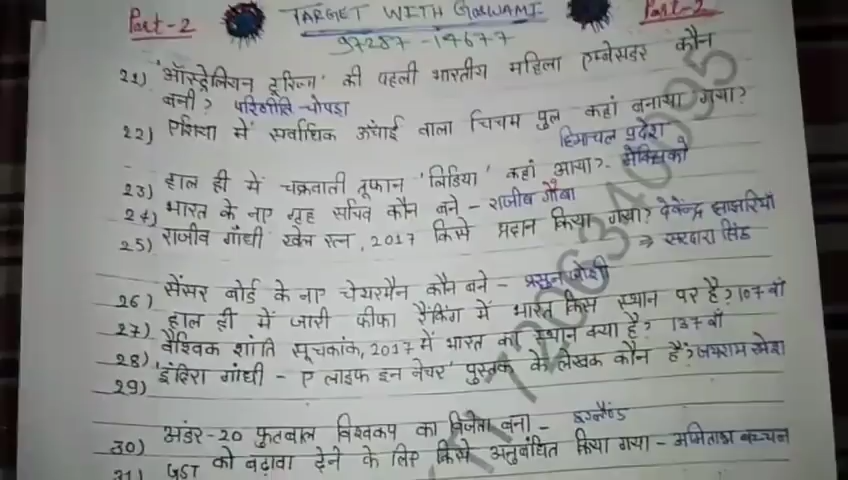 Part-2 TARGET WITH GOSWAMI Part-2
97287-19677
21) 'ऑस्ट्रेलियन टूरिज्म' की पहली भारतीय महिला एम्बेसडर कौन
बनी? परिणीति चोपड़ा
22) एशिया में सर्वाधिक ऊंचाई वाला चिचम पुल कहां बनाया गया?
हिमाचल प्रदेश
23) हाल ही में चक्रवाती तूफान 'लिडिया' कहां आया? - मैक्सिको
24) भारत के नए गृह सचिव कौन बने - राजीव गौबा
25) राजीव गांधी खेल रत्न, 2017 किसे प्रदान किया गया? देवेन्द्र झाझरिया
⇒ सरदारा सिंह
26) सेंसर बोर्ड के नए चेयरमैन कौन बने - प्रसून जोशी
27) हाल ही में जारी फीफा रैंकिंग में भारत किस स्थान पर है? 107 वां
28) वैश्विक शांति सूचकांक, 2017 में भारत का स्थान क्या है? 137 वां
29) 'इंदिरा गांधी - ए लाइफ इन नेचर' पुस्तक के लेखक कौन है? जयराम रमेश
30) अंडर-20 फुटबाल विश्वकप का विजेता बना - इंग्लैंड
31) GST को बढ़ावा देने के लिए किसे अनुबंधित किया गया - अमिताभ बच्चन